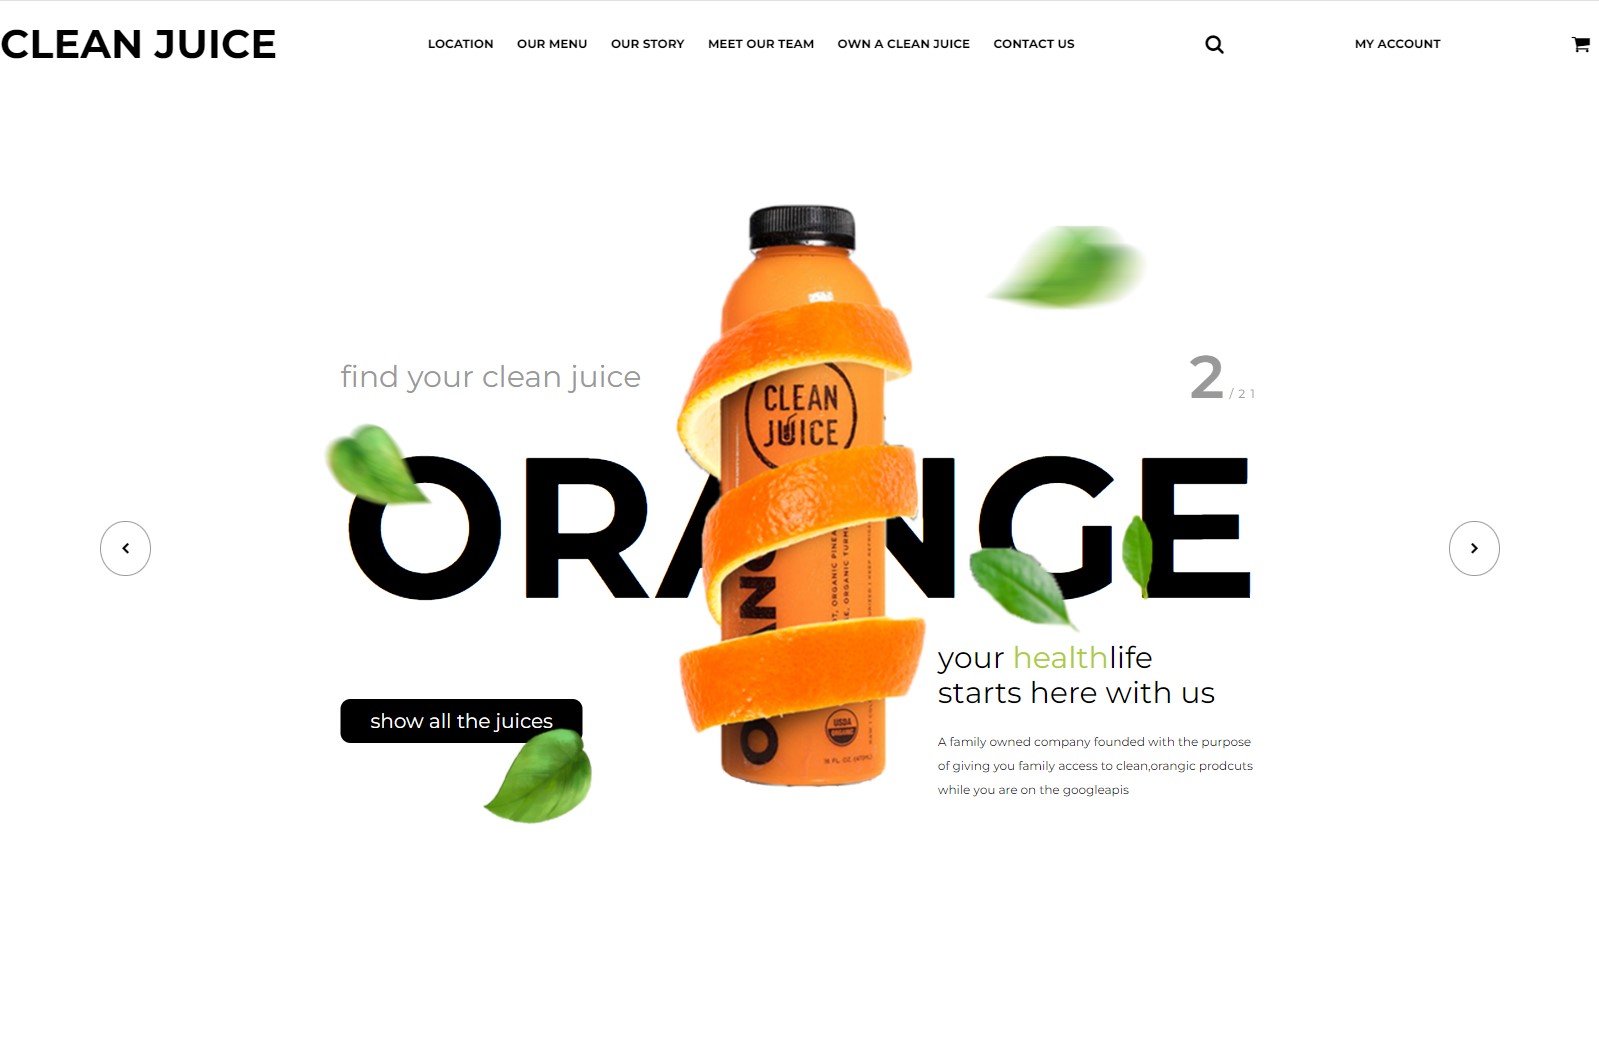 CLEAN JUICE
LOCATION OUR MENU OUR STORY MEET OUR TEAM OWN A CLEAN JUICE CONTACT US MY ACCOUNT
find your clean juice
2/21
CLEAN
JUICE
ORANGE
your healthlife
starts here with us
show all the juices
USDA
ORGANIC
A family owned company founded with the purpose
of giving you family access to clean,orangic prodcuts
while you are on the googleapis